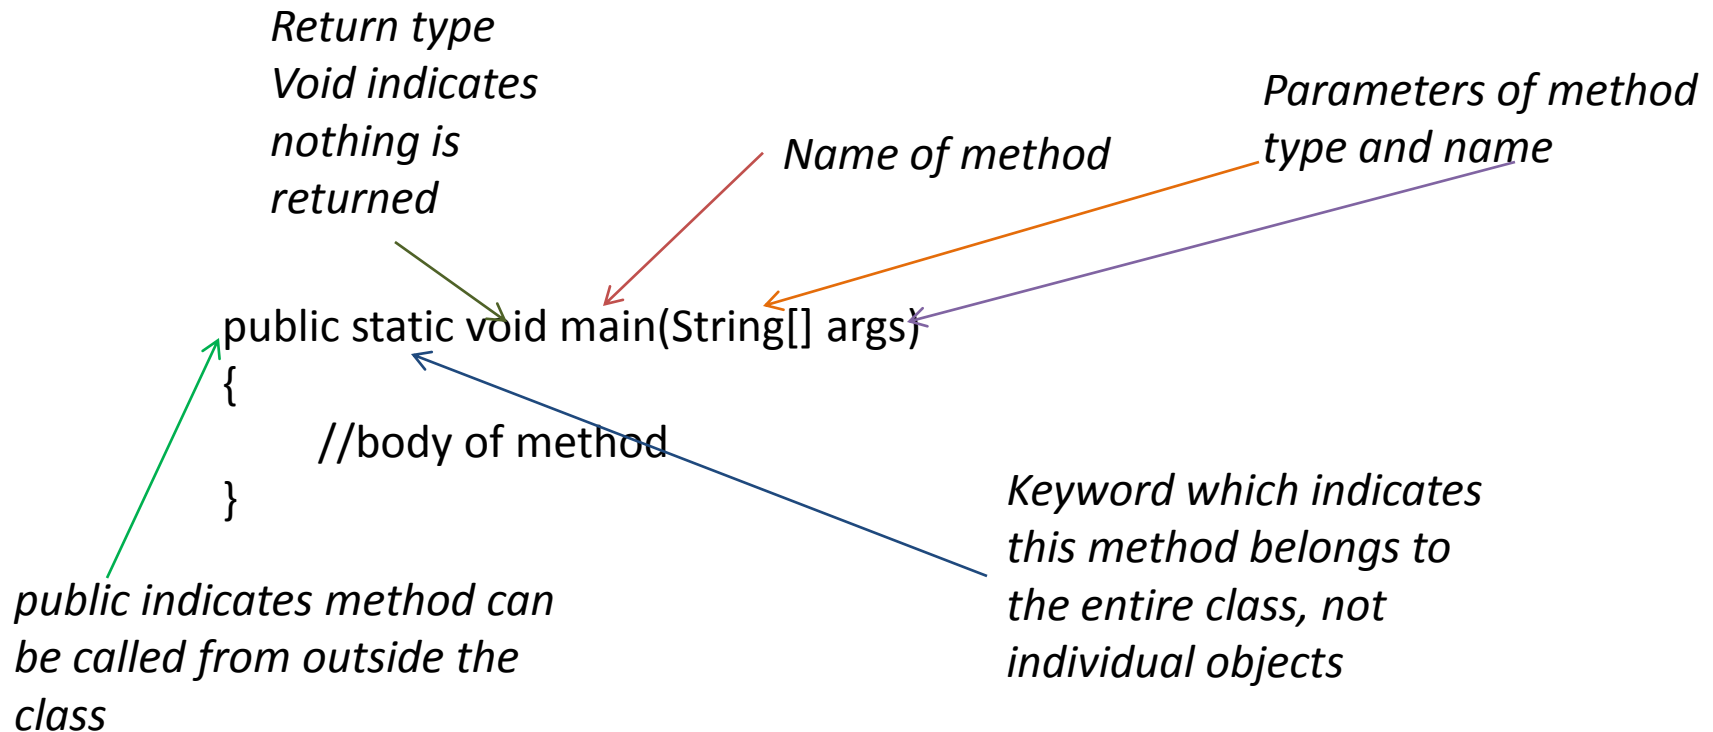 Return type
Void indicates
nothing is
returned
Name of method
Parameters of method
type and name
public static void main(String[] args)
{
//body of method
}
Keyword which indicates
this method belongs to
the entire class, not
individual objects
public indicates method can
be called from outside the
class